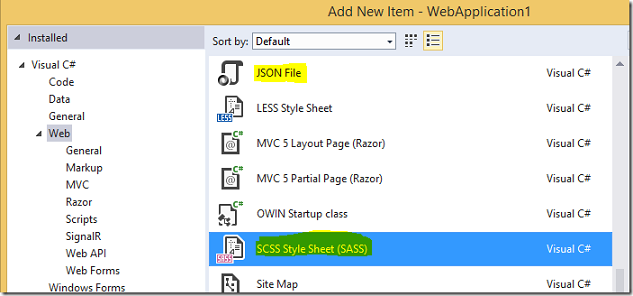 Add New Item - WebApplication1
Installed
Sort by: Default
Visual C#
Code
Data
General
Web
General
Markup
MVC
Razor
Scripts
SignalR
Web API
Web Forms
Windows Forms
JSON File Visual C#
LESS LESS Style Sheet Visual C#
C# @ MVC 5 Layout Page (Razor) Visual C#
C# @ MVC 5 Partial Page (Razor) Visual C#
C# OWIN Startup class Visual C#
SASS SCSS Style Sheet (SASS) Visual C#
Site Map Visual C#